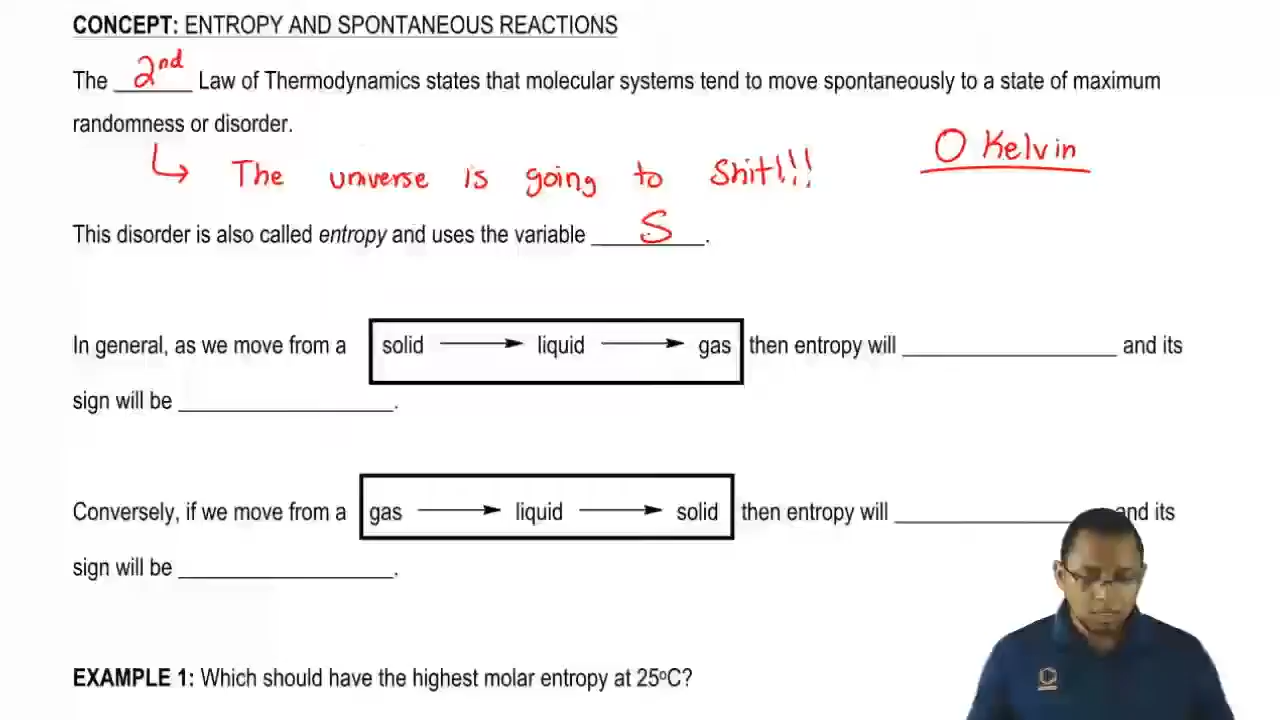 CONCEPT: ENTROPY AND SPONTANEOUS REACTIONS
The 2nd Law of Thermodynamics states that molecular systems tend to move spontaneously to a state of maximum
randomness or disorder.
O Kelvin
↳ The universe is going to Shit!!!
This disorder is also called entropy and uses the variable S.
In general, as we move from a solid → liquid → gas then entropy will ____________ and its
sign will be ____________.
Conversely, if we move from a gas → liquid → solid then entropy will ____________ and its
sign will be ____________.
EXAMPLE 1: Which should have the highest molar entropy at 25°C?